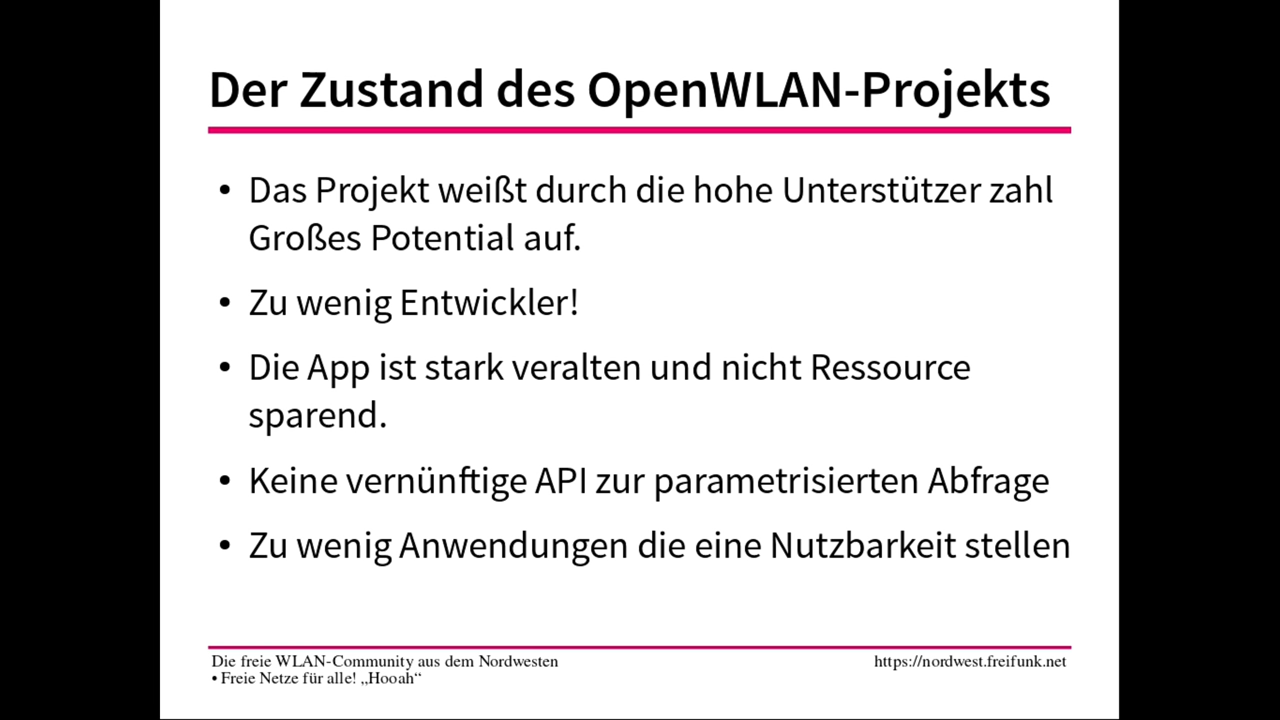 Der Zustand des OpenWLAN-Projekts
• Das Projekt weißt durch die hohe Unterstützer zahl
Großes Potential auf.
• Zu wenig Entwickler!
• Die App ist stark veralten und nicht Ressource
sparend.
• Keine vernünftige API zur parametrisierten Abfrage
• Zu wenig Anwendungen die eine Nutzbarkeit stellen
Die freie WLAN-Community aus dem Nordwesten
• Freie Netze für alle! „Hooah“
https://nordwest.freifunk.net